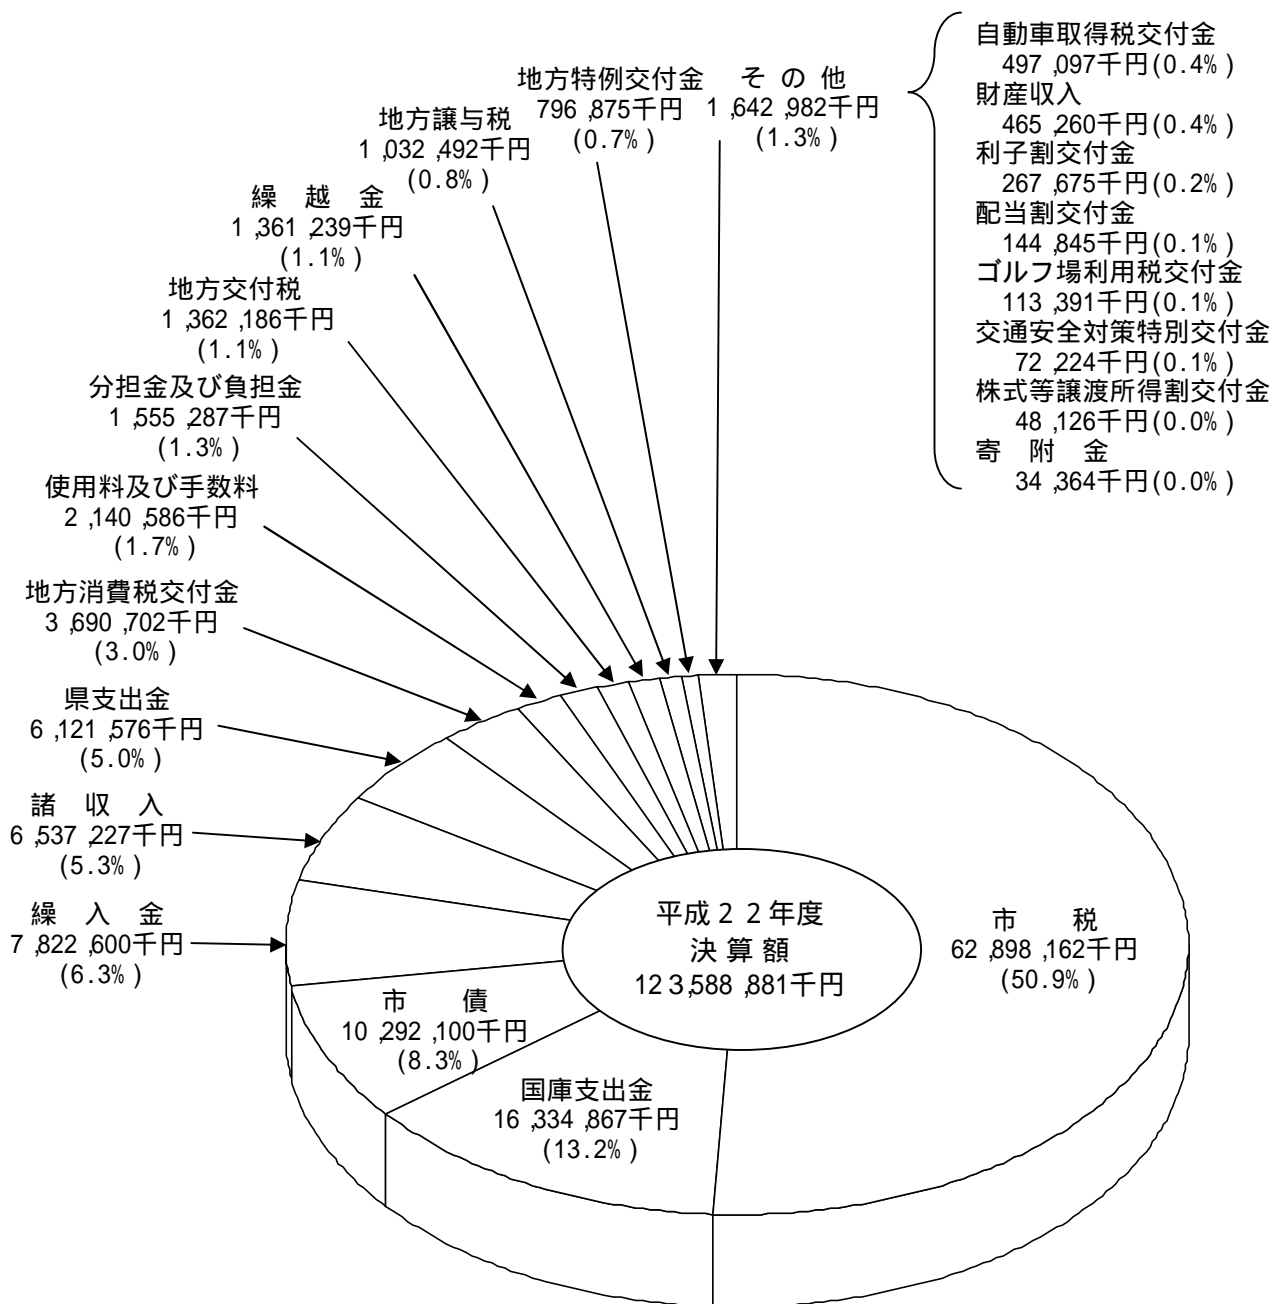 自動車取得税交付金
497,097千円(0.4%)
財産収入
465,260千円(0.4%)
利子割交付金
267,675千円(0.2%)
配当割交付金
144,845千円(0.1%)
ゴルフ場利用税交付金
113,391千円(0.1%)
交通安全対策特別交付金
72,224千円(0.1%)
株式等譲渡所得割交付金
48,126千円(0.0%)
寄　附　金
34,364千円(0.0%)
その他
1,642,982千円
(1.3%)
地方特例交付金
796,875千円
(0.7%)
地方譲与税
1,032,492千円
(0.8%)
繰　越　金
1,361,239千円
(1.1%)
地方交付税
1,362,186千円
(1.1%)
分担金及び負担金
1,555,287千円
(1.3%)
使用料及び手数料
2,140,586千円
(1.7%)
地方消費税交付金
3,690,702千円
(3.0%)
県支出金
6,121,576千円
(5.0%)
諸　収　入
6,537,227千円
(5.3%)
繰　入　金
7,822,600千円
(6.3%)
市　　債
10,292,100千円
(8.3%)
国庫支出金
16,334,867千円
(13.2%)
市　　税
62,898,162千円
(50.9%)
平成２２年度
決算額
123,588,881千円